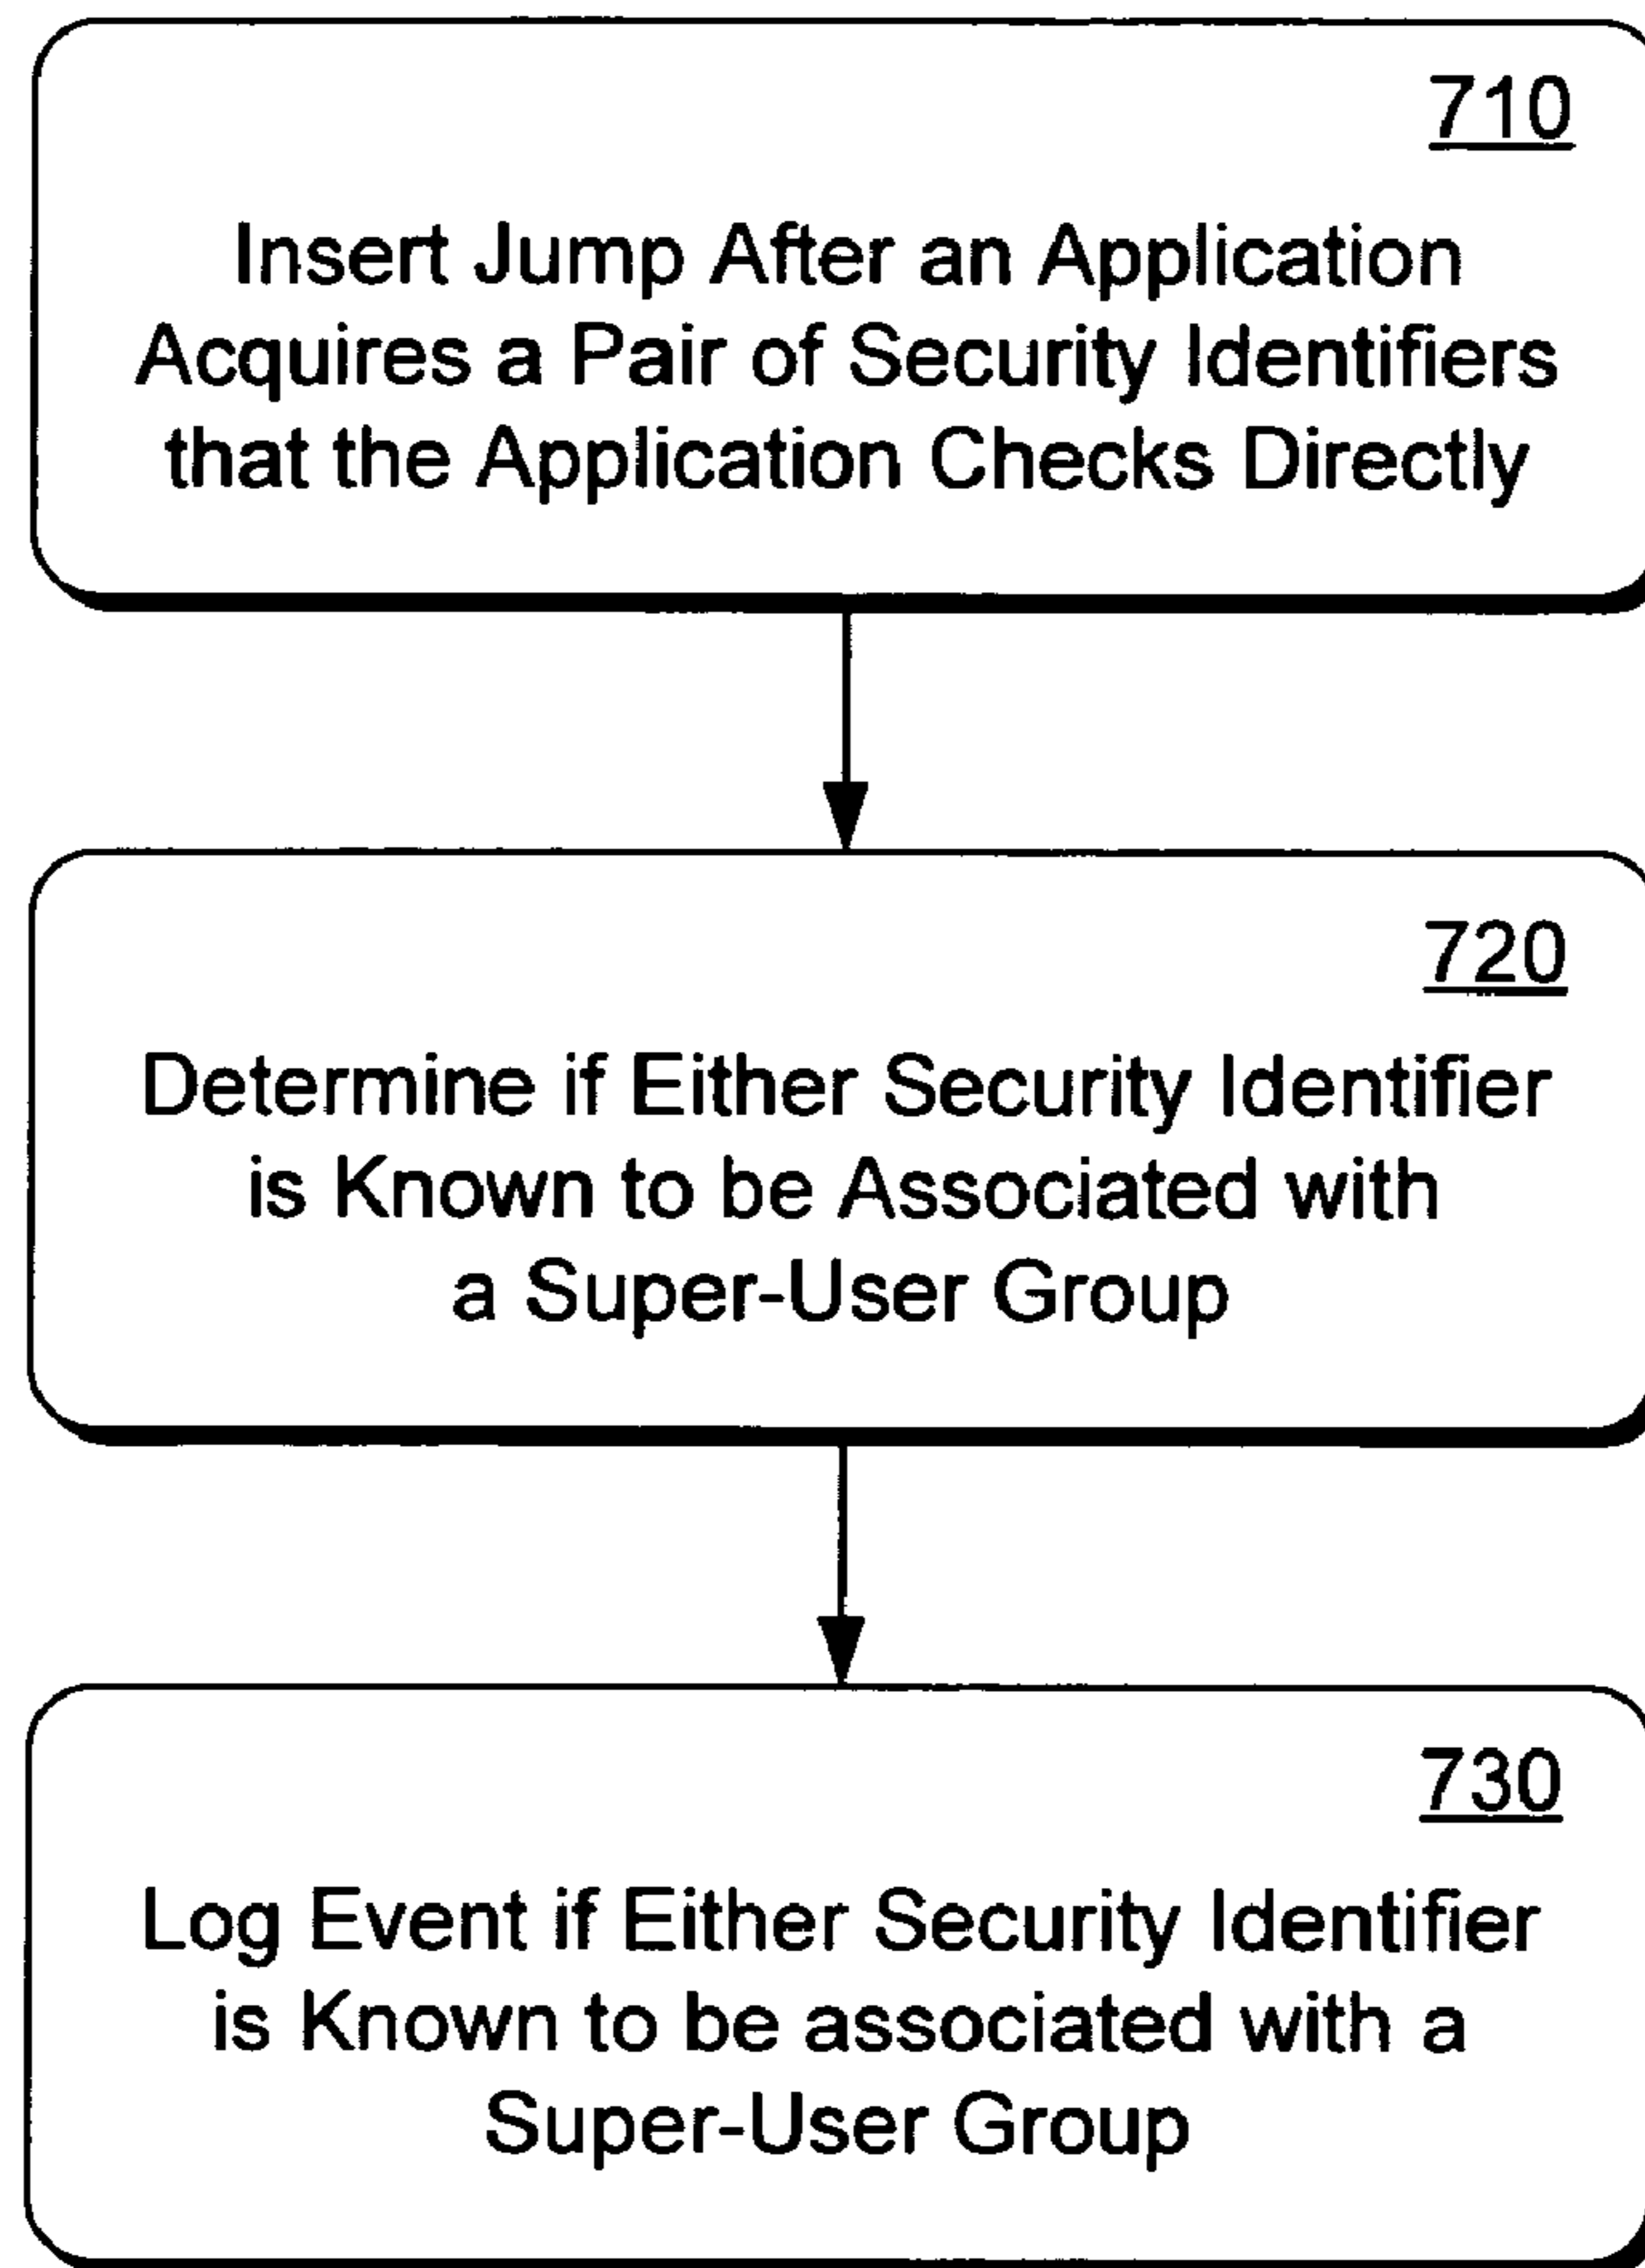 710
Insert Jump After an Application
Acquires a Pair of Security Identifiers
that the Application Checks Directly
720
Determine if Either Security Identifier
is Known to be Associated with
a Super-User Group
730
Log Event if Either Security Identifier
is Known to be associated with a
Super-User Group